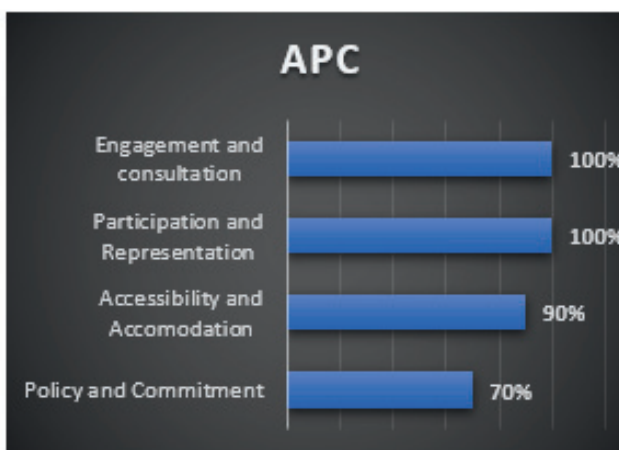 APC
Engagement and
consultation
100%
Participation and
Representation
100%
Accessibility and
Accomodation
90%
Policy and Commitment
70%